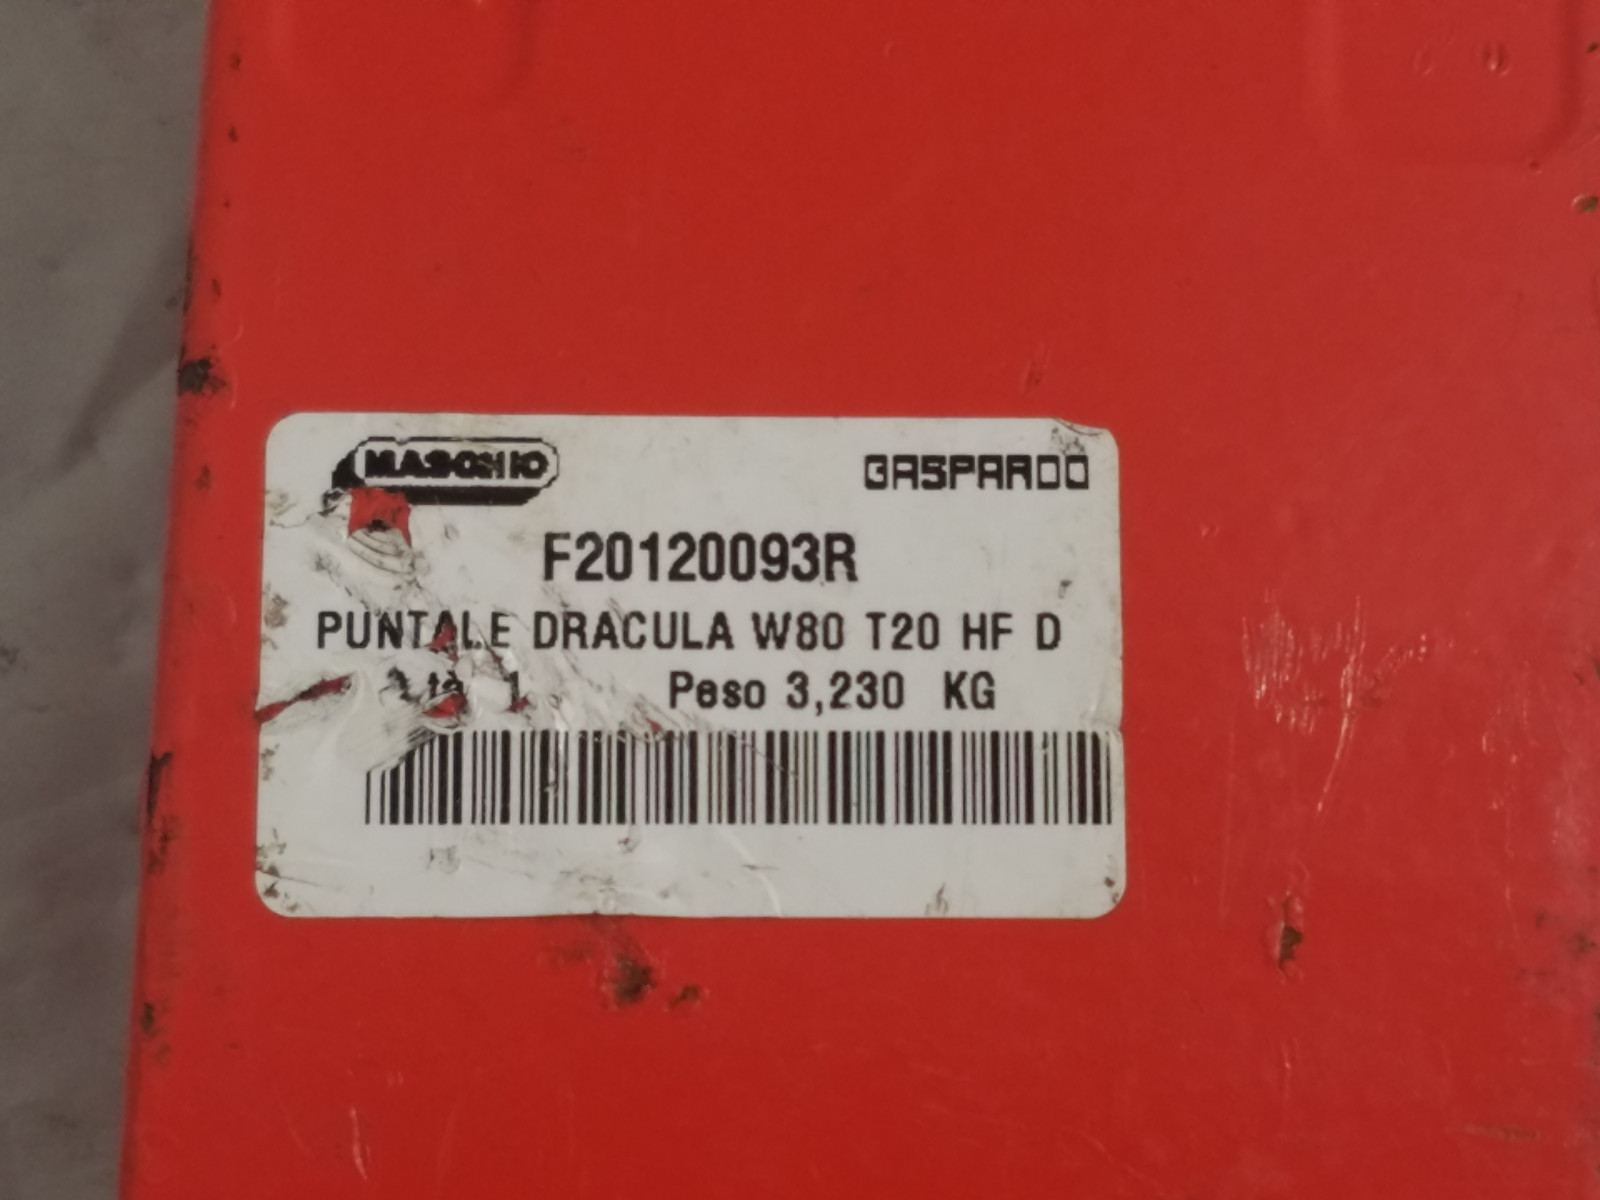 MASCHIO GASPARDO
F20120093R
PUNTALE DRACULA W80 T20 HF D
1 Peso 3,230 KG